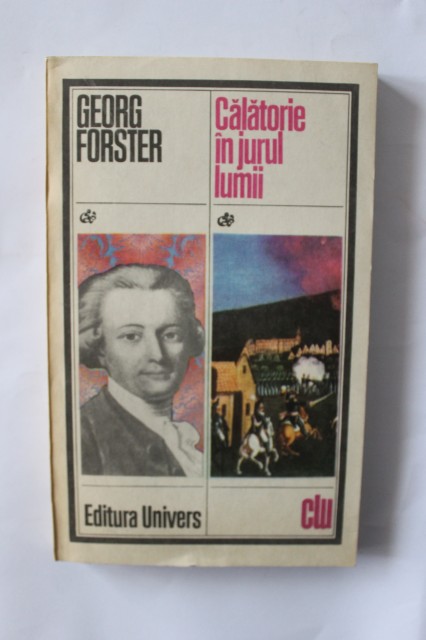 GEORG
FORSTER
Călătorie
în jurul
lumii
Editura Univers
clu